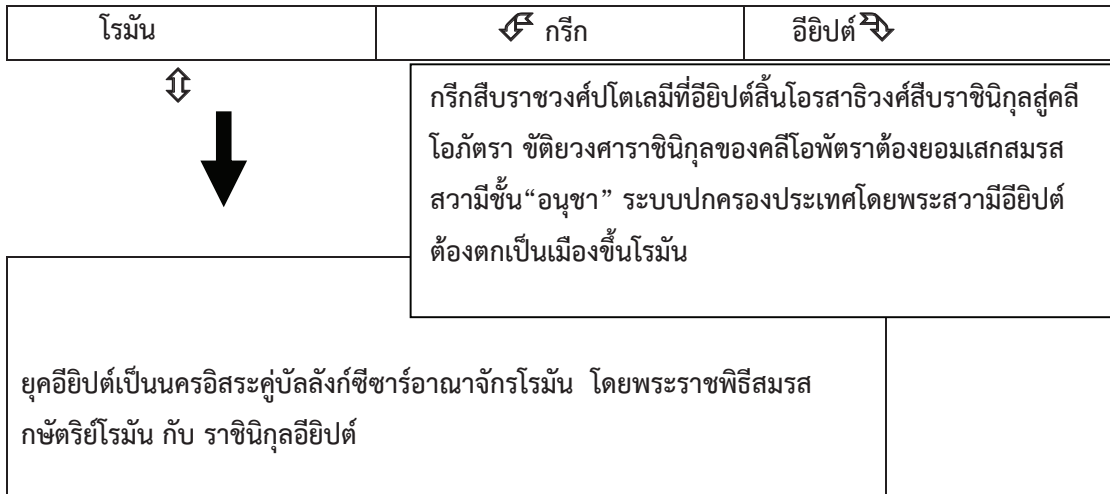 โรมัน กรีก อียิปต์
กรีกสืบราชวงศ์ปโตเลมีที่อียิปต์สิ้นโอรสาธิวงศ์สืบราชินิกุลสู่คลี
โอภัตรา ขัติยวงศาราชินิกุลของคลีโอพัตราต้องยอมเสกสมรส
สวามีชั้น“อนุชา” ระบบปกครองประเทศโดยพระสวามีอียิปต์
ต้องตกเป็นเมืองขึ้นโรมัน
ยุคอียิปต์เป็นนครอิสระคู่บัลลังก์ซีซาร์อาณาจักรโรมัน โดยพระราชพิธีสมรส
กษัตริย์โรมัน กับ ราชินิกุลอียิปต์